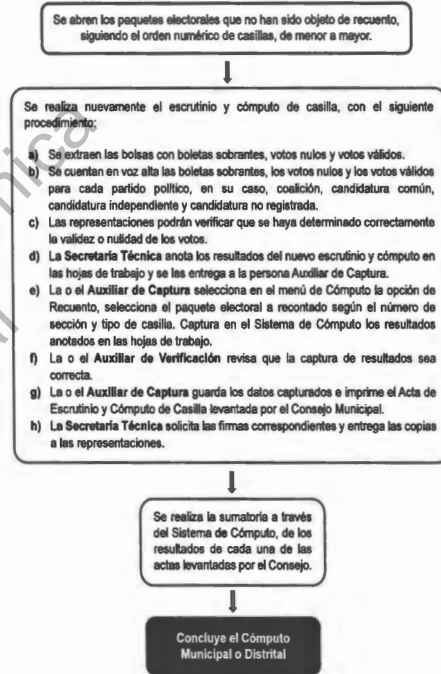 Se abren los paquetes electorales que no han sido objeto de recuento,
siguiendo el orden numérico de casillas, de menor a mayor.
Se realiza nuevamente el escrutinio y cómputo de casilla, con el siguiente
procedimiento:
a) Se extraen las bolsas con boletas sobrantes, votos nulos y votos válidos.
b) Se cuentan en voz alta las boletas sobrantes, los votos nulos y los votos válidos
para cada partido político, en su caso, coalición, candidatura común,
candidatura independiente y candidatura no registrada.
c) Las representaciones podrán verificar que se haya determinado correctamente
la validez o nulidad de los votos.
d) La Secretaría Técnica anota los resultados del nuevo escrutinio y cómputo en
las hojas de trabajo y se las entrega a la persona Auxiliar de Captura.
e) La o el Auxiliar de Captura selecciona en el menú de Cómputo la opción de
Recuento, selecciona el paquete electoral a recontado según el número de
sección y tipo de casilla. Captura en el Sistema de Cómputo los resultados
anotados en las hojas de trabajo.
f) La o el Auxiliar de Verificación revisa que la captura de resultados sea
correcta.
g) La o el Auxiliar de Captura guarda los datos capturados e imprime el Acta de
Escrutinio y Cómputo de Casilla levantada por el Consejo Municipal.
h) La Secretaría Técnica solicita las firmas correspondientes y entrega las copias
a las representaciones.
Se realiza la sumatoria a través
del Sistema de Cómputo, de los
resultados de cada una de las
actas levantadas por el Consejo.
Concluye el Cómputo
Municipal o Distrital